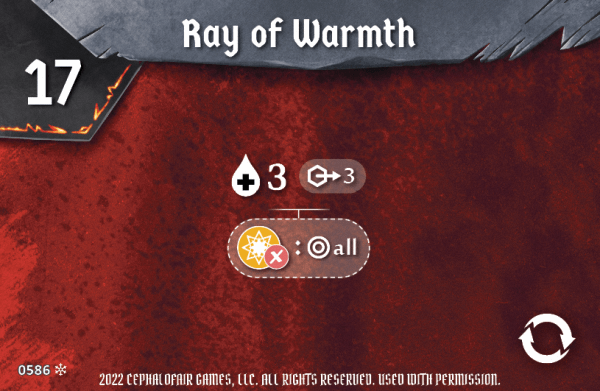 Ray of Warmth
17
3 3
: all
0586
2022 CEPHALOFAIR GAMES, LLC. ALL RIGHTS RESERVED. USED WITH PERMISSION.